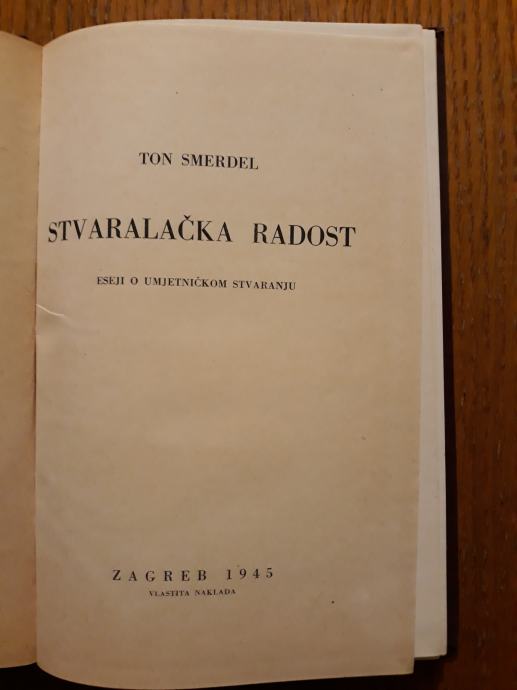 TON SMERDEL
STVARALAČKA RADOST
ESEJI O UMJETNIČKOM STVARANJU
ZAGREB 1945
VLASTITA NAKLADA